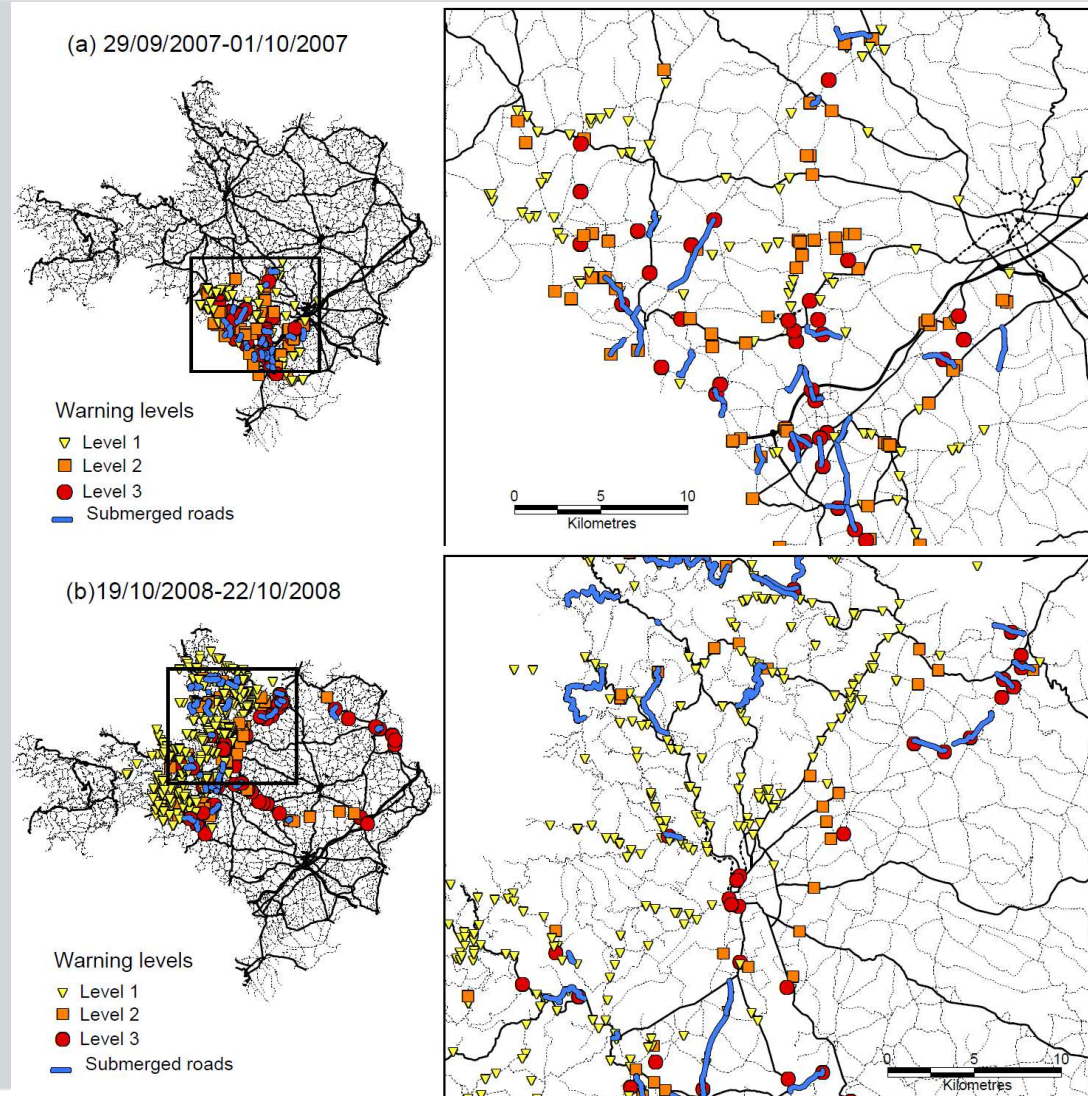 (a) 29/09/2007-01/10/2007
Warning levels
Level 1
Level 2
Level 3
Submerged roads
0 5 10
Kilometres
(b)19/10/2008-22/10/2008
Warning levels
Level 1
Level 2
Level 3
Submerged roads
0 5 10
Kilometres